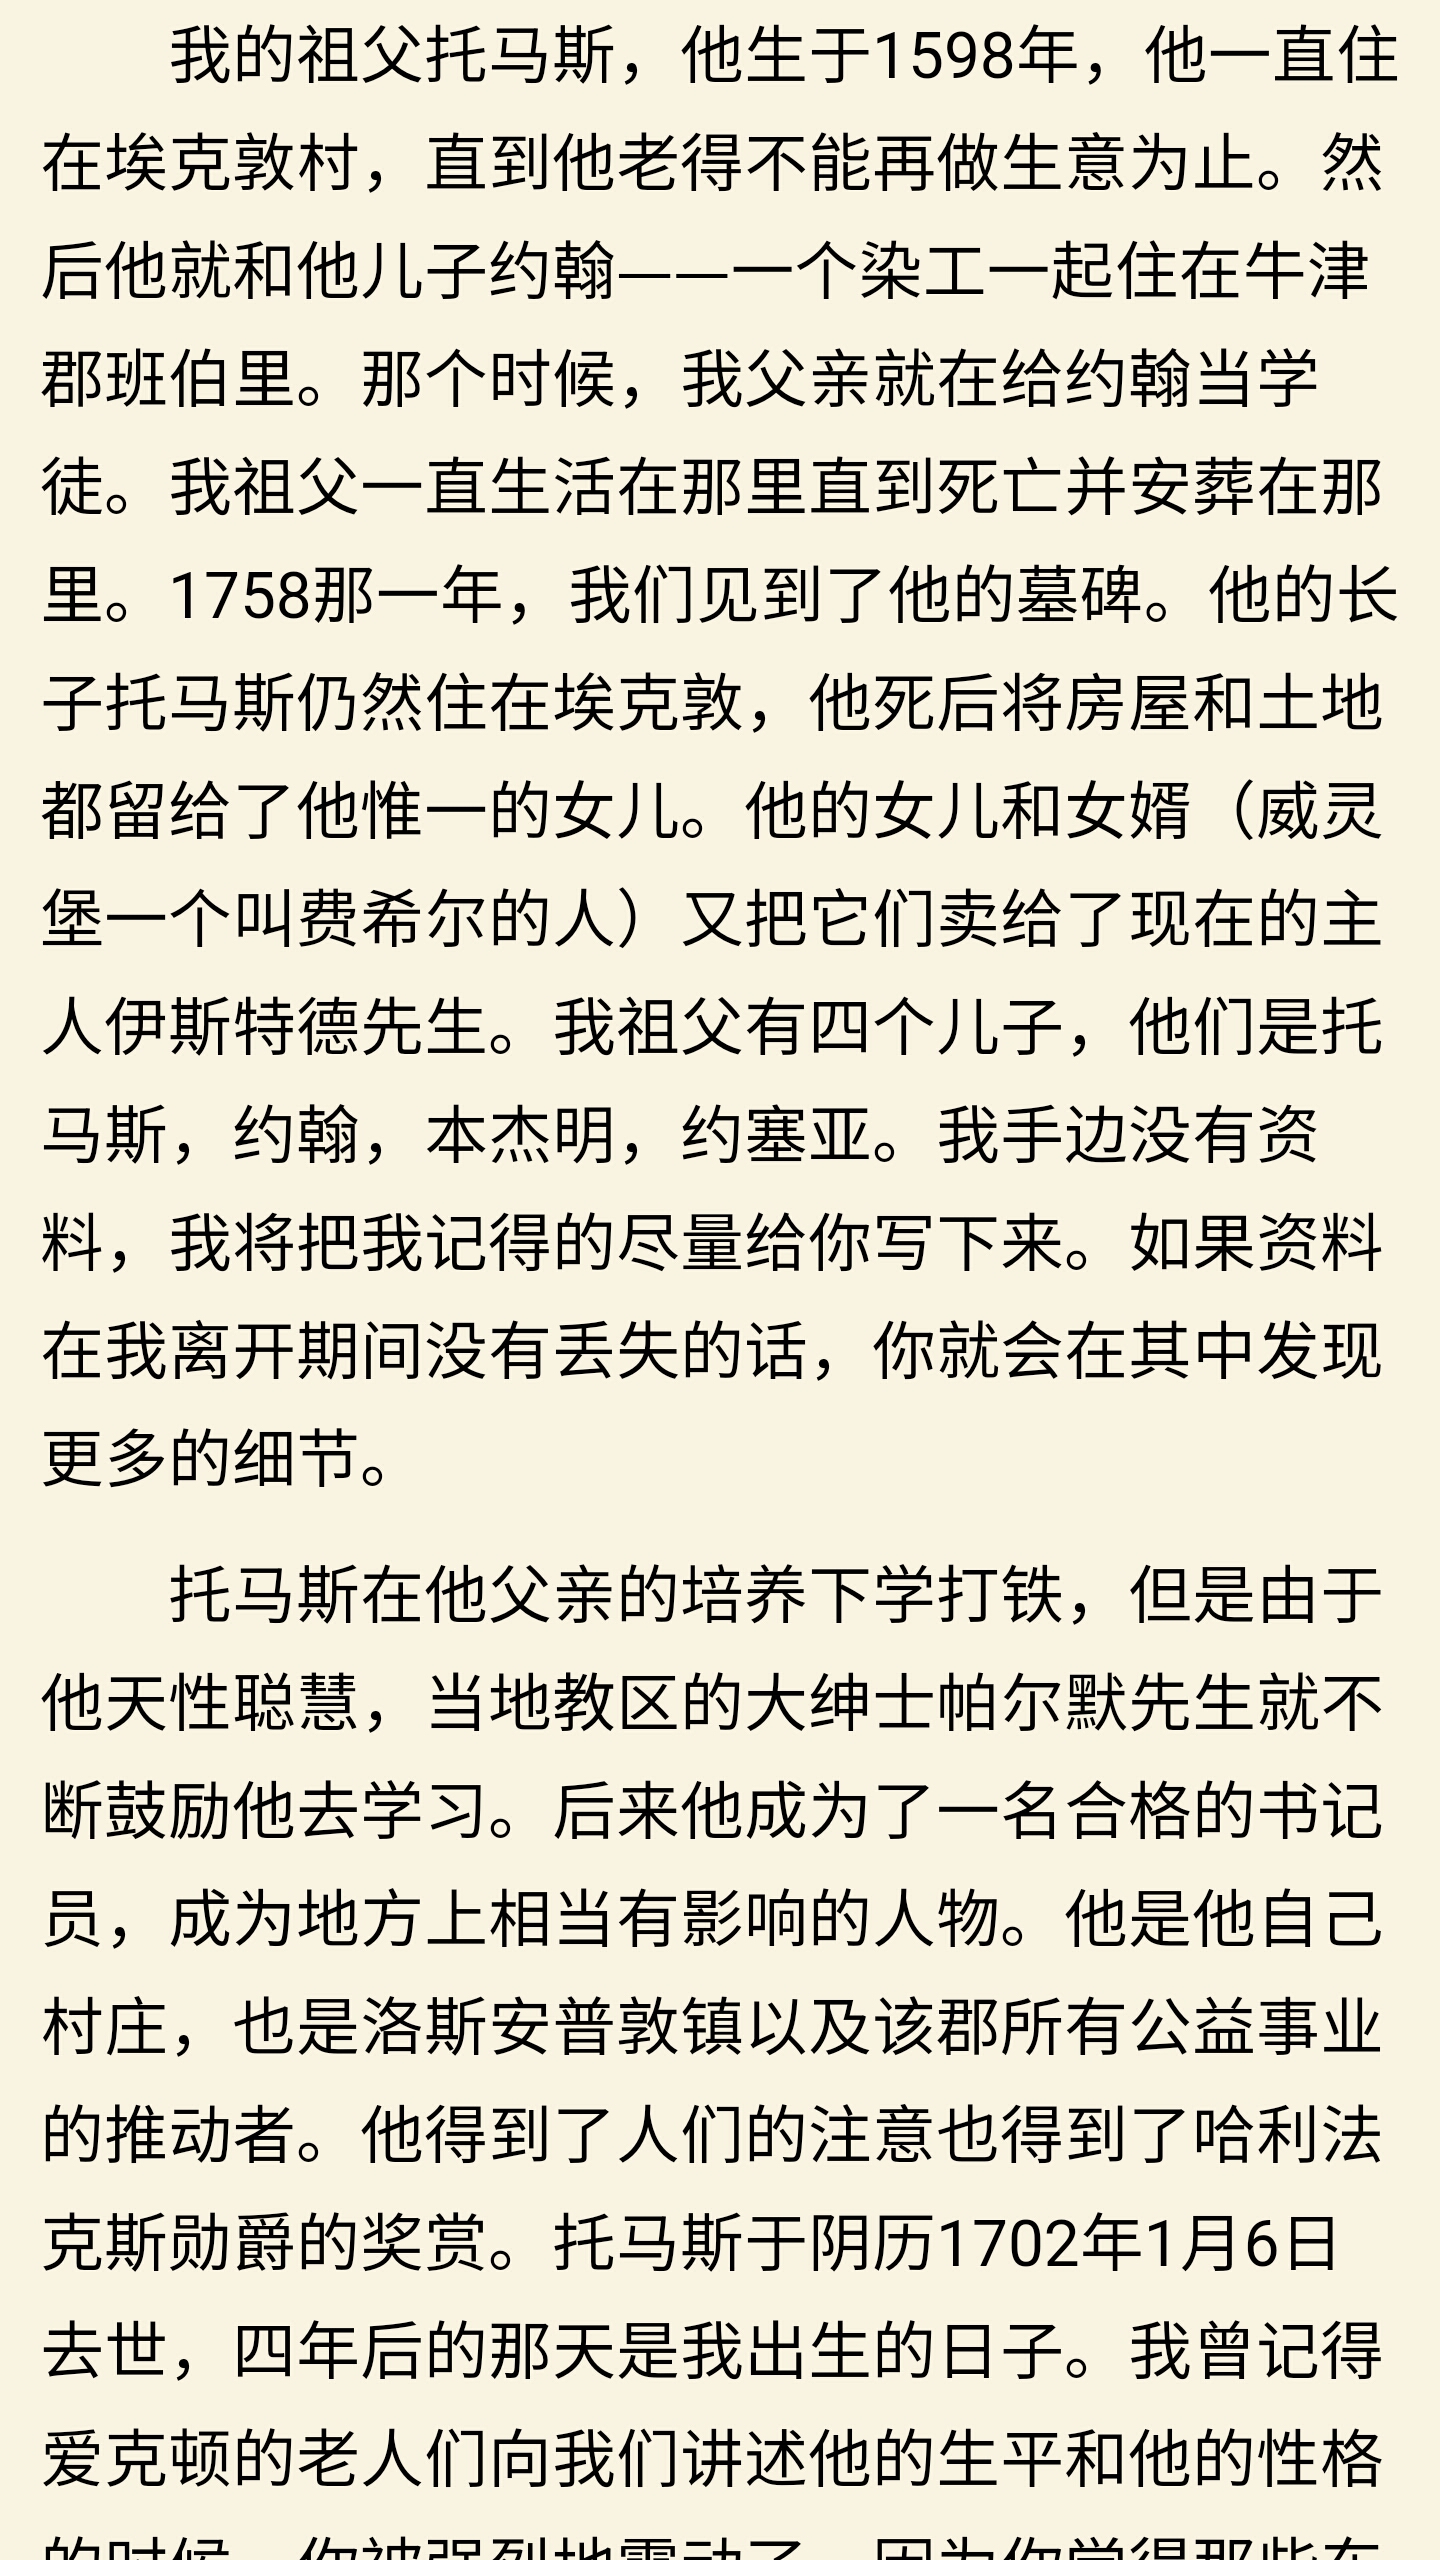 我的祖父托马斯，他生于1598年，他一直住
在埃克敦村，直到他老得不能再做生意为止。然
后他就和他儿子约翰——一个染工一起住在牛津
郡班伯里。那个时候，我父亲就在给约翰当学
徒。我祖父一直生活在那里直到死亡并安葬在那
里。1758那一年，我们见到了他的墓碑。他的长
子托马斯仍然住在埃克敦，他死后将房屋和土地
都留给了他惟一的女儿。他的女儿和女婿（威灵
堡一个叫费希尔的人）又把它们卖给了现在的主
人伊斯特德先生。我祖父有四个儿子，他们是托
马斯，约翰，本杰明，约塞亚。我手边没有资
料，我将把我记得的尽量给你写下来。如果资料
在我离开期间没有丢失的话，你就会在其中发现
更多的细节。
托马斯在他父亲的培养下学打铁，但是由于
他天性聪慧，当地教区的大绅士帕尔默先生就不
断鼓励他去学习。后来他成为了一名合格的书记
员，成为地方上相当有影响的人物。他是他自己
村庄，也是洛斯安普敦镇以及该郡所有公益事业
的推动者。他得到了人们的注意也得到了哈利法
克斯勋爵的奖赏。托马斯于阴历1702年1月6日
去世，四年后的那天是我出生的日子。我曾记得
爱克顿的老人们向我们讲述他的生平和他的性格
的时候，你被强烈地震动了，因为你觉得那些在